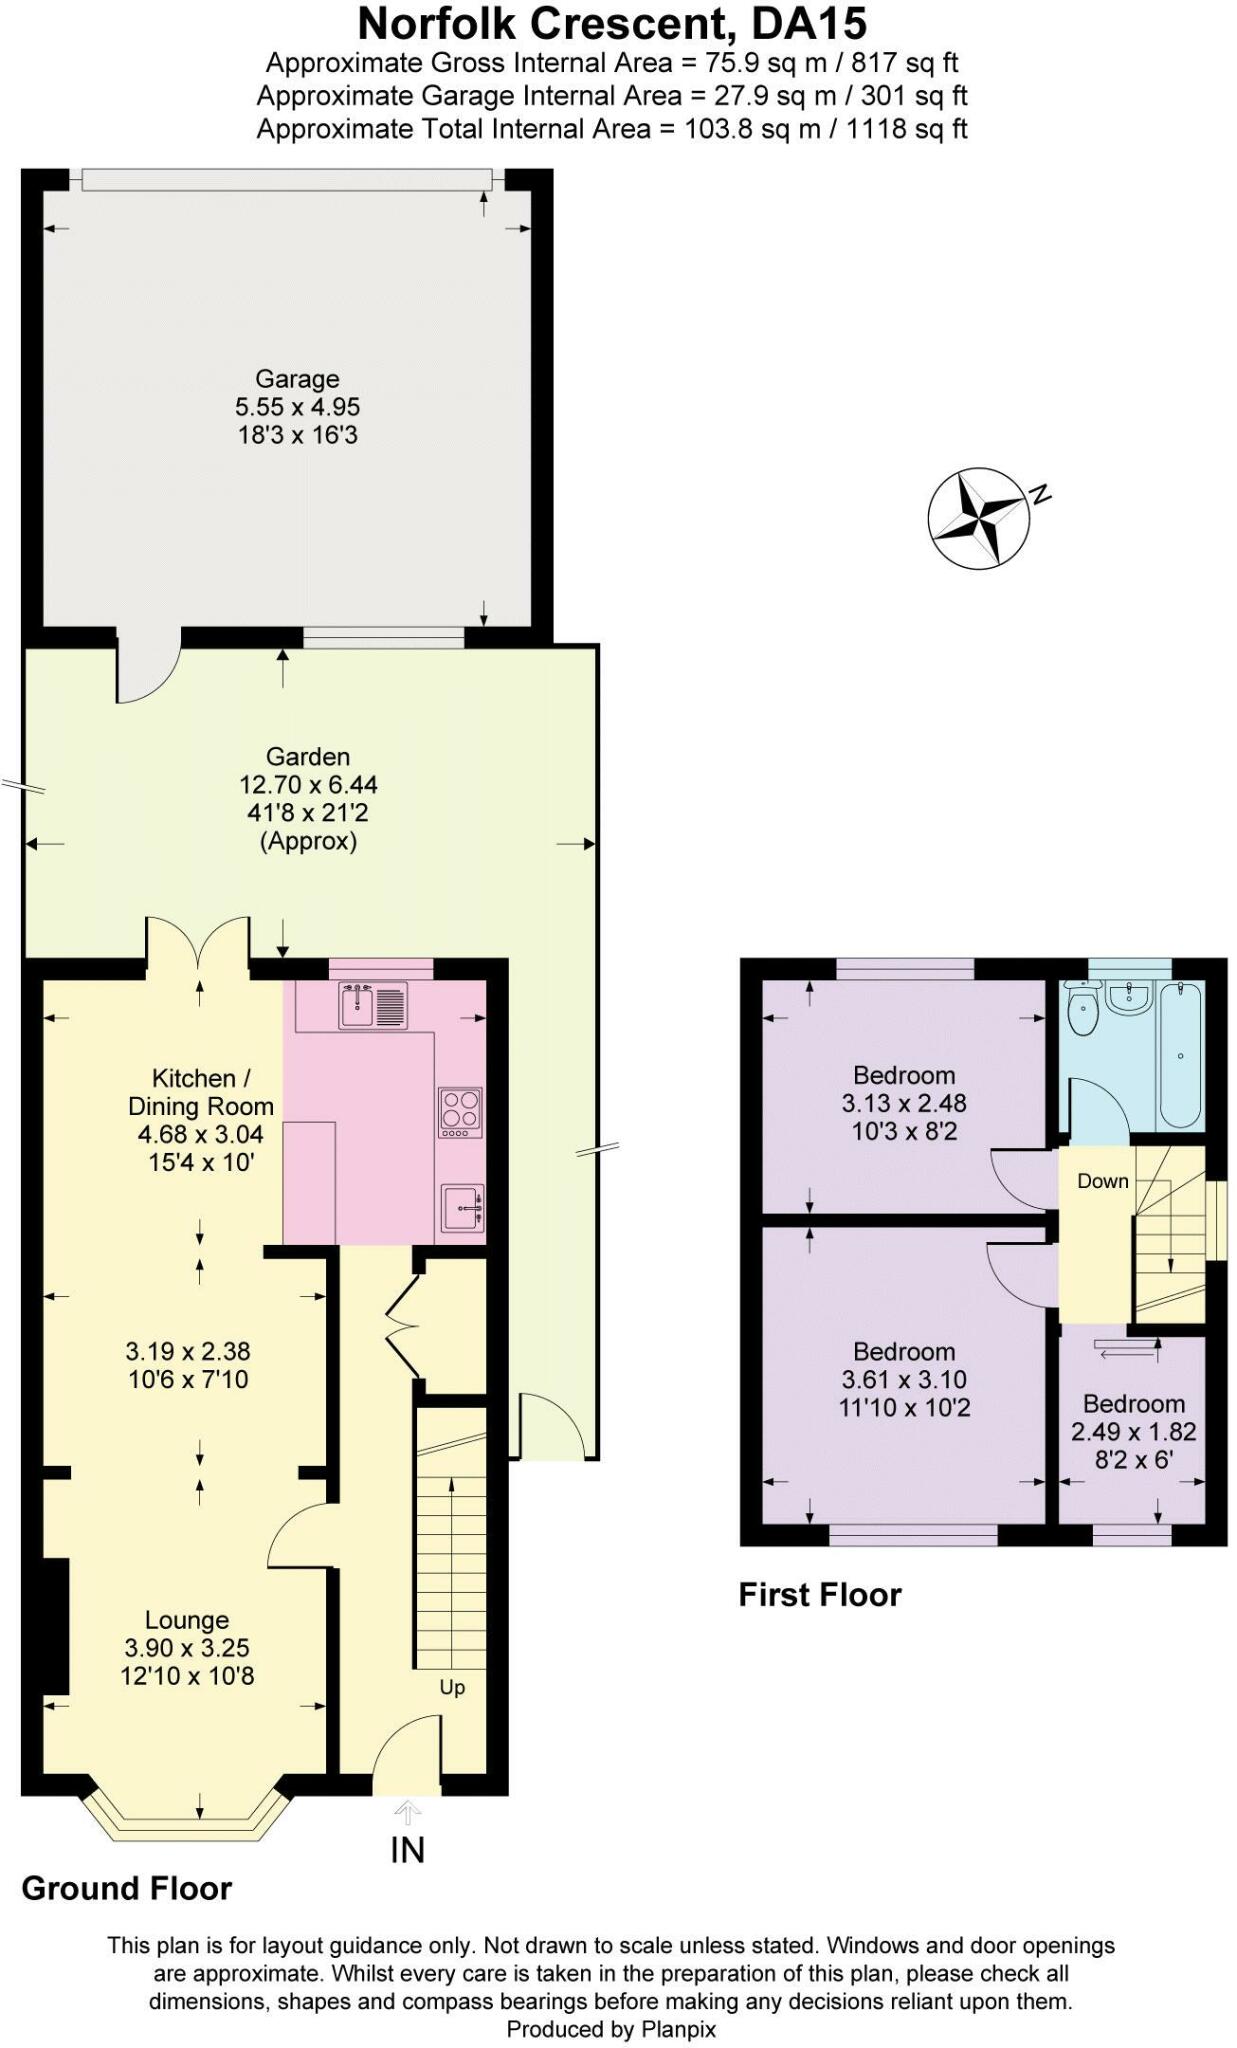 Norfolk Crescent, DA15
Approximate Gross Internal Area = 75.9 sq m / 817 sq ft
Approximate Garage Internal Area = 27.9 sq m / 301 sq ft
Approximate Total Internal Area = 103.8 sq m / 1118 sq ft
Garage
5.55 x 4.95
18'3 x 16'3
N
Garden
12.70 x 6.44
41'8 x 21'2
(Approx)
Kitchen /
Dining Room
4.68 x 3.04
15'4 x 10'
3.19 x 2.38
10'6 x 7'10
Lounge
3.90 x 3.25
12'10 x 10'8
Up
IN
Ground Floor
Bedroom
3.13 x 2.48
10'3 x 8'2
Down
Bedroom
3.61 x 3.10
11'10 x 10'2
Bedroom
2.49 x 1.82
8'2 x 6'
First Floor
This plan is for layout guidance only. Not drawn to scale unless stated. Windows and door openings
are approximate. Whilst every care is taken in the preparation of this plan, please check all
dimensions, shapes and compass bearings before making any decisions reliant upon them.
Produced by Planpix